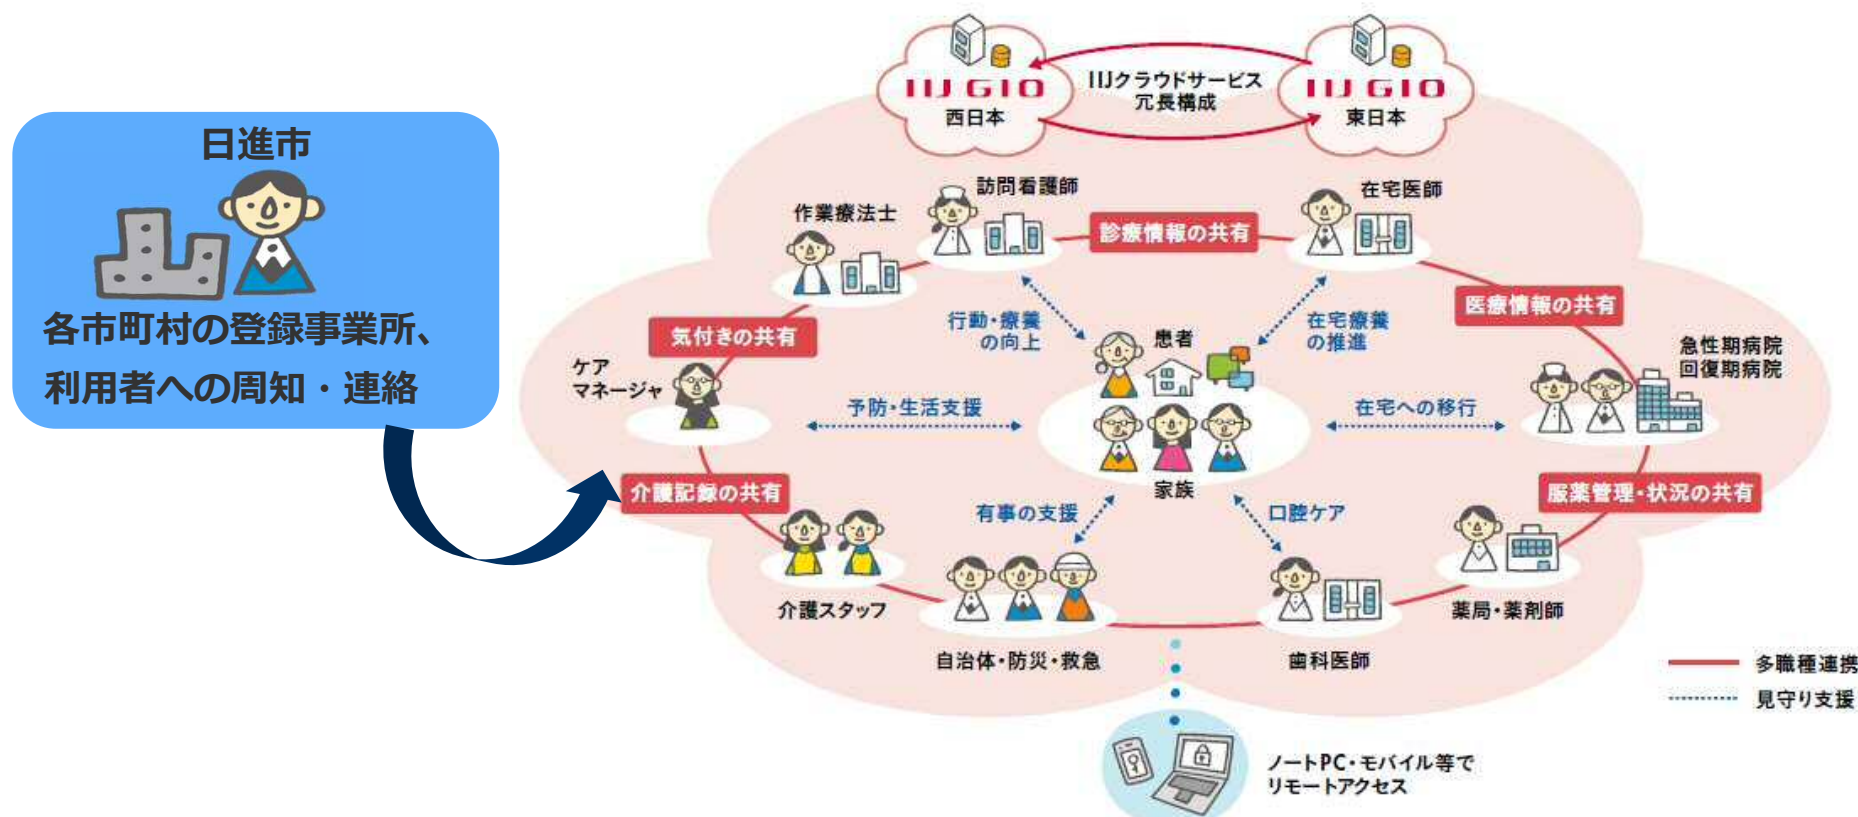 日進市
各市町村の登録事業所、
利用者への周知・連絡
IIJ GIO
西日本
IIJクラウドサービス
冗長構成
IIJ GIO
東日本
訪問看護師
在宅医師
作業療法士
診療情報の共有
医療情報の共有
気付きの共有
行動・療養
の向上
患者
在宅療養
の推進
急性期病院
回復期病院
ケア
マネージャ
予防・生活支援
在宅への移行
家族
介護記録の共有
服薬管理・状況の共有
有事の支援
口腔ケア
介護スタッフ
薬局・薬剤師
自治体・防災・救急
歯科医師
多職種連携
見守り支援
ノートPC・モバイル等で
リモートアクセス